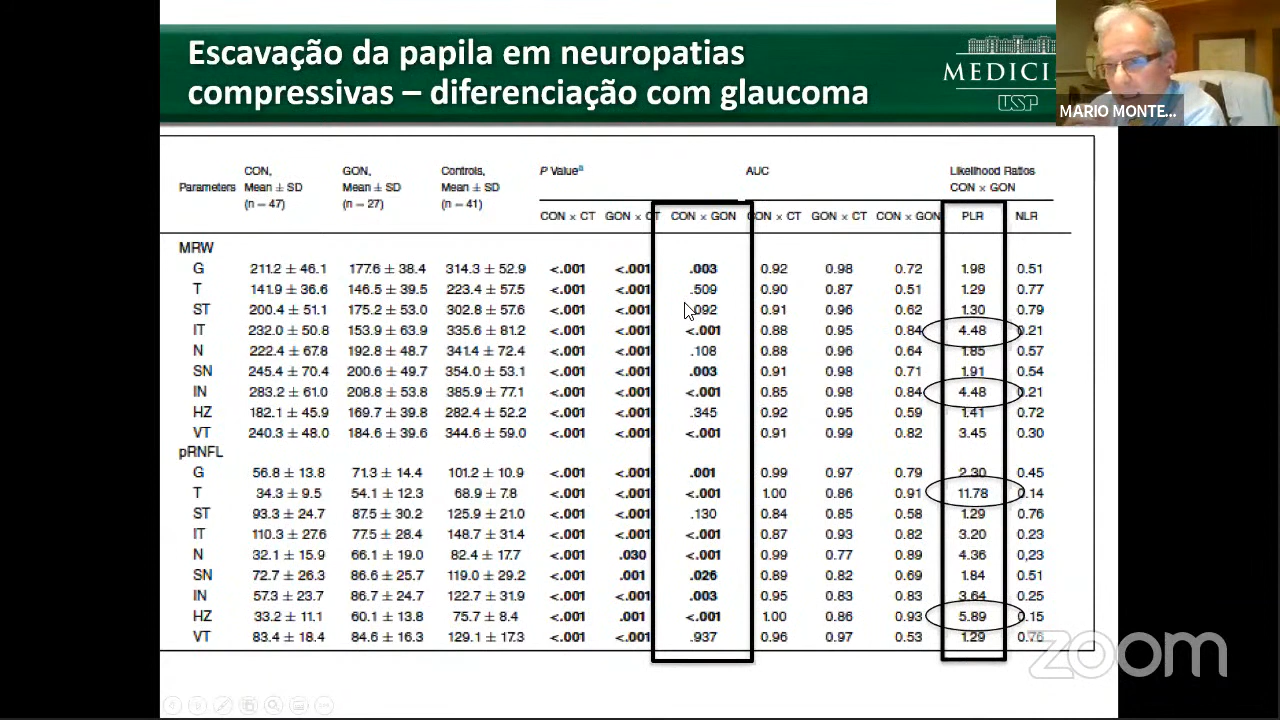 Escavação da papila em neuropatias
compressivas – diferenciação com glaucoma
MEDICI
USP
MARIO MONTE...
Parameters CON, Mean ± SD (n = 47) GON, Mean ± SD (n = 27) Controls, Mean ± SD (n = 41) P Valueᵃ AUC Likelihood Ratios CON × GON
CON × CT GON × CT CON × GON CON × CT GON × CT CON × GON PLR NLR
MRW
G 211.2 ± 46.1 177.6 ± 38.4 314.3 ± 52.9 <.001 <.001 .003 0.92 0.98 0.72 1.98 0.51
T 141.9 ± 36.6 146.5 ± 39.5 223.4 ± 57.5 <.001 <.001 .509 0.90 0.87 0.51 1.29 0.77
ST 200.4 ± 51.1 175.2 ± 53.0 302.8 ± 57.6 <.001 <.001 .092 0.91 0.96 0.62 1.30 0.79
IT 232.0 ± 50.8 153.9 ± 63.9 335.6 ± 81.2 <.001 <.001 <.001 0.88 0.95 0.84 4.48 0.21
N 222.4 ± 67.8 192.8 ± 48.7 341.4 ± 72.4 <.001 <.001 .108 0.88 0.96 0.64 1.85 0.57
SN 245.4 ± 70.4 200.6 ± 49.7 354.0 ± 53.1 <.001 <.001 .003 0.91 0.98 0.71 1.91 0.54
IN 283.2 ± 61.0 208.8 ± 53.8 385.9 ± 77.1 <.001 <.001 <.001 0.85 0.98 0.84 4.48 0.21
HZ 182.1 ± 45.9 169.7 ± 39.8 282.4 ± 52.2 <.001 <.001 .345 0.92 0.95 0.59 1.41 0.72
VT 240.3 ± 48.0 184.6 ± 39.6 344.6 ± 59.0 <.001 <.001 <.001 0.91 0.99 0.82 3.45 0.30
pRNFL
G 56.8 ± 13.8 71.3 ± 14.4 101.2 ± 10.9 <.001 <.001 .001 0.99 0.97 0.79 2.30 0.45
T 34.3 ± 9.5 54.1 ± 12.3 68.9 ± 7.8 <.001 <.001 <.001 1.00 0.86 0.91 11.78 0.14
ST 93.3 ± 24.7 87.5 ± 30.2 125.9 ± 21.0 <.001 <.001 .130 0.84 0.85 0.58 1.29 0.76
IT 110.3 ± 27.6 77.5 ± 28.4 148.7 ± 31.4 <.001 <.001 <.001 0.87 0.93 0.82 3.20 0.23
N 32.1 ± 15.9 66.1 ± 19.0 82.4 ± 17.7 <.001 .030 <.001 0.99 0.77 0.89 4.36 0,23
SN 72.7 ± 26.3 86.6 ± 25.7 119.0 ± 29.2 <.001 .001 .026 0.89 0.82 0.69 1.84 0.51
IN 57.3 ± 23.7 86.7 ± 24.7 122.7 ± 31.9 <.001 <.001 .003 0.95 0.83 0.83 3.64 0.25
HZ 33.2 ± 11.1 60.1 ± 13.8 75.7 ± 8.4 <.001 .001 <.001 1.00 0.86 0.93 5.89 0.15
VT 83.4 ± 18.4 84.6 ± 16.3 129.1 ± 17.3 <.001 <.001 .937 0.96 0.97 0.53 1.29 0.76
zoom